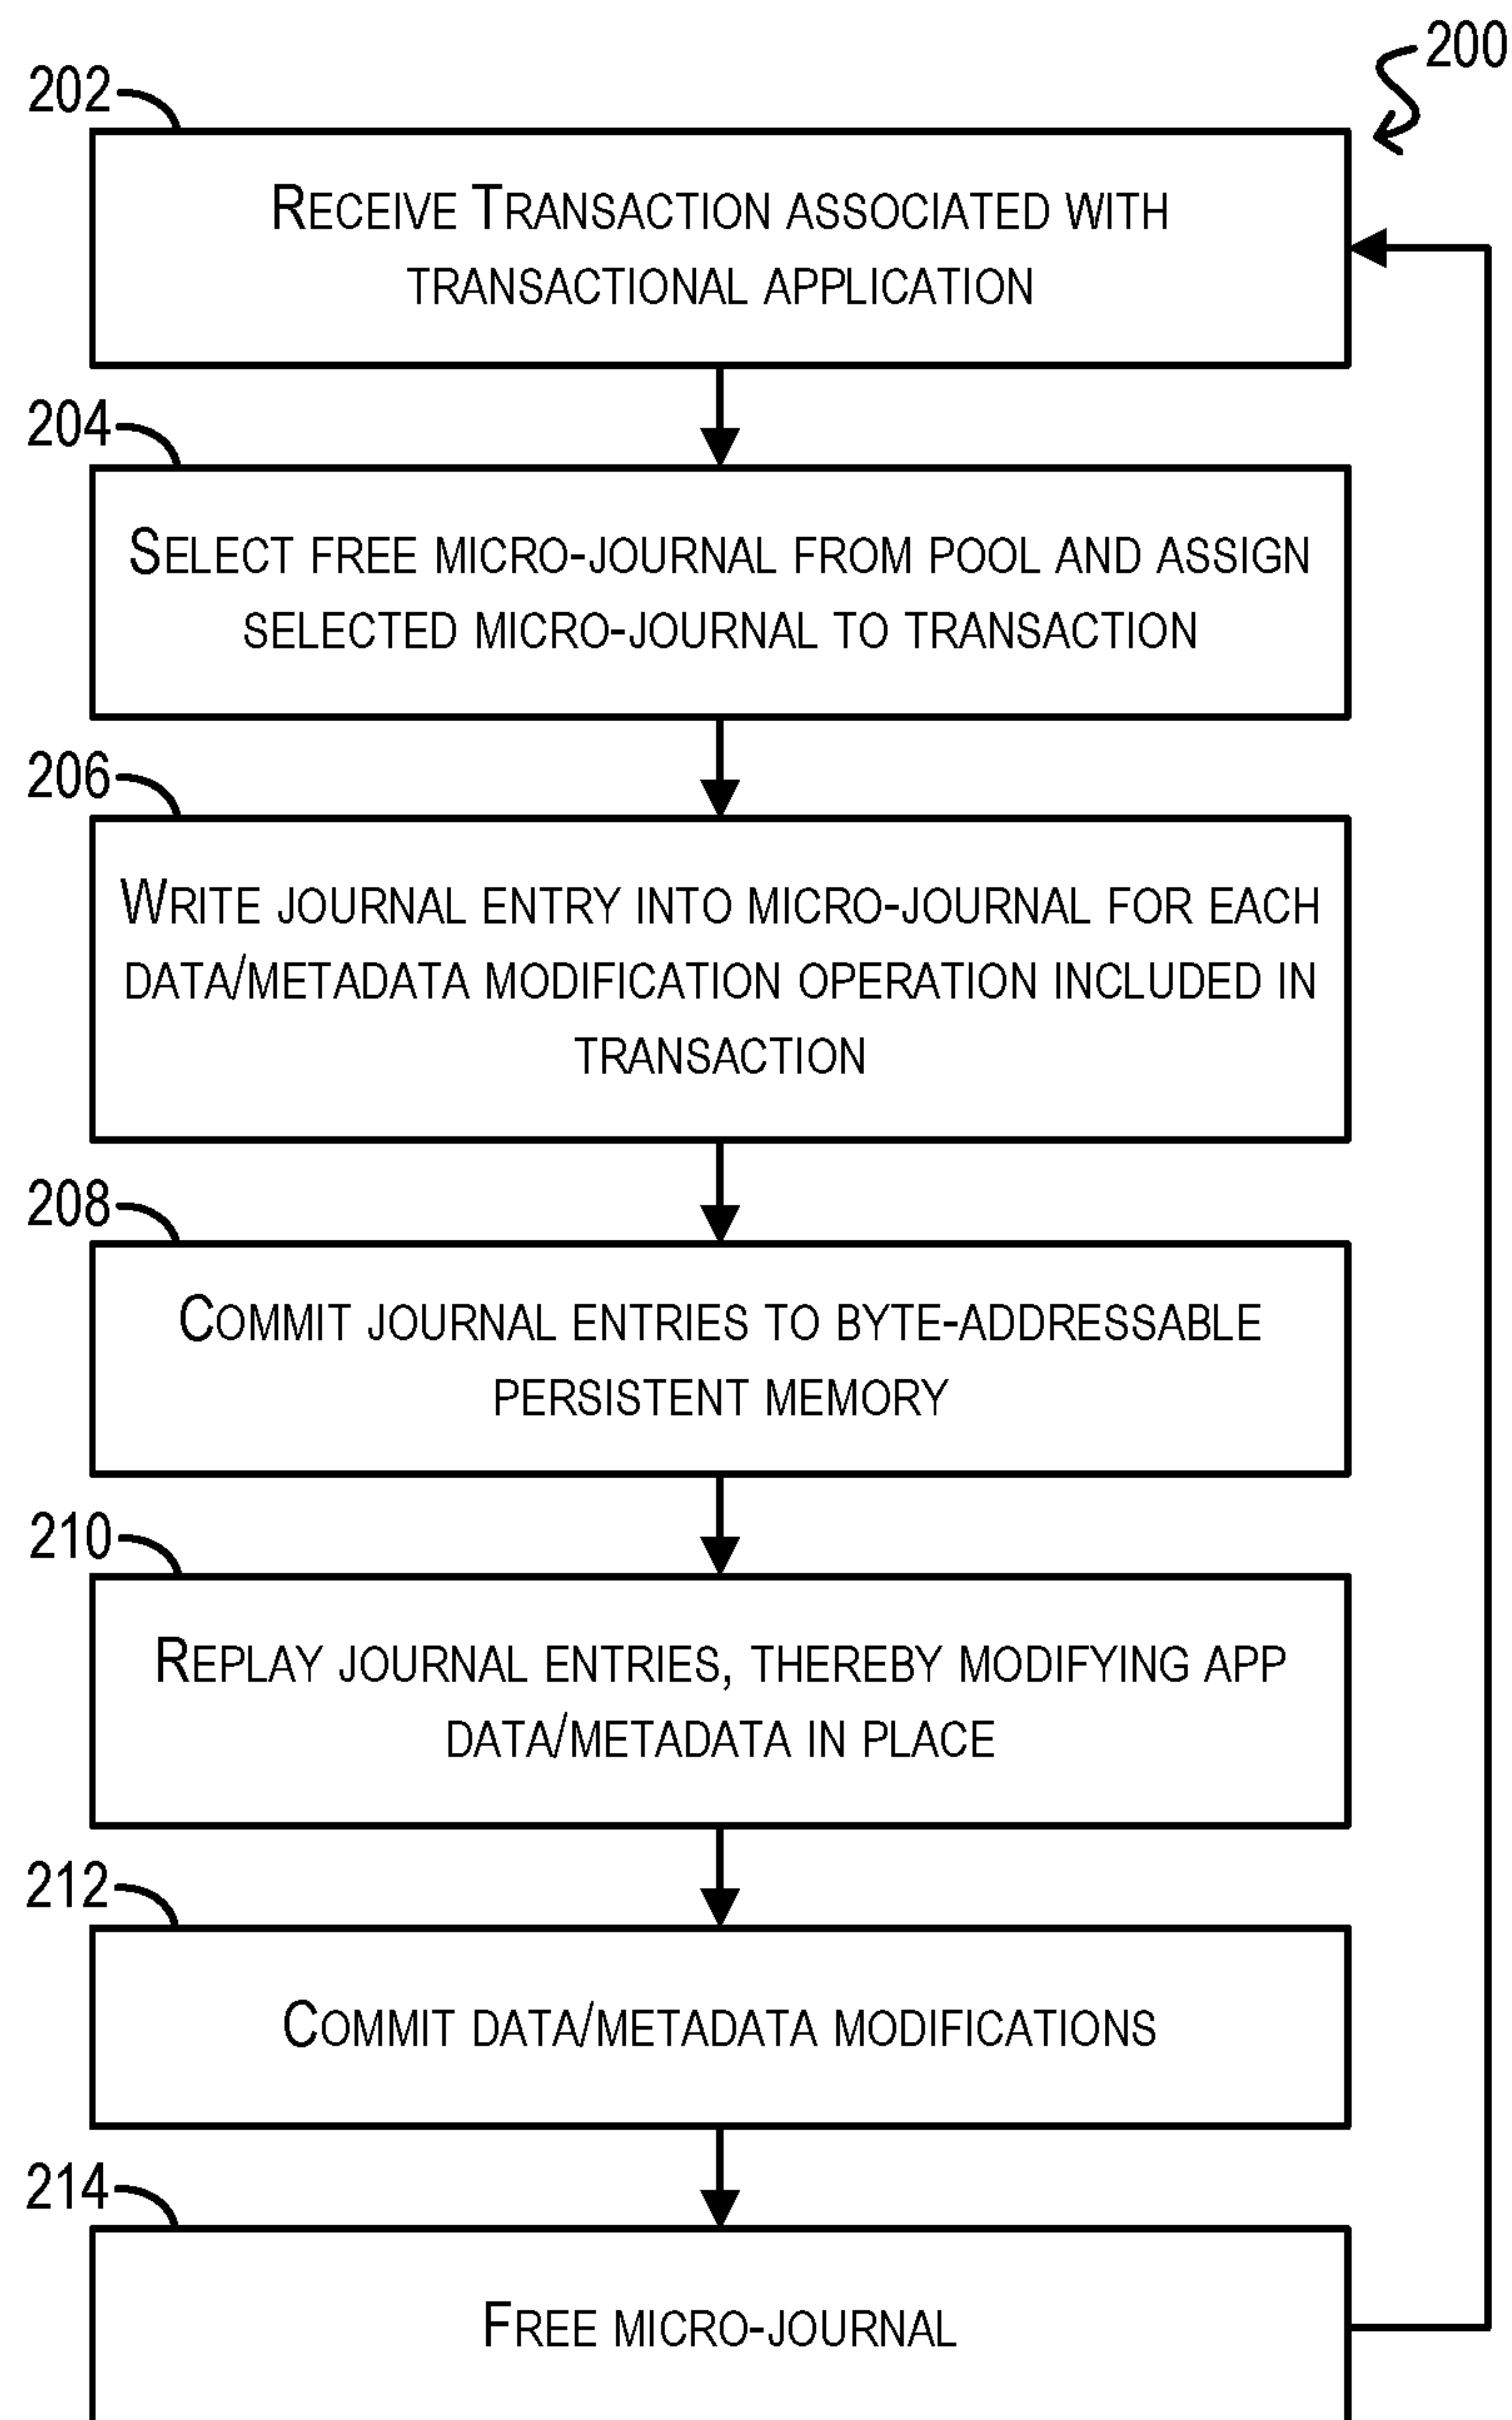 200
202
RECEIVE TRANSACTION ASSOCIATED WITH
TRANSACTIONAL APPLICATION
204
SELECT FREE MICRO-JOURNAL FROM POOL AND ASSIGN
SELECTED MICRO-JOURNAL TO TRANSACTION
206
WRITE JOURNAL ENTRY INTO MICRO-JOURNAL FOR EACH
DATA/METADATA MODIFICATION OPERATION INCLUDED IN
TRANSACTION
208
COMMIT JOURNAL ENTRIES TO BYTE-ADDRESSABLE
PERSISTENT MEMORY
210
REPLAY JOURNAL ENTRIES, THEREBY MODIFYING APP
DATA/METADATA IN PLACE
212
COMMIT DATA/METADATA MODIFICATIONS
214
FREE MICRO-JOURNAL